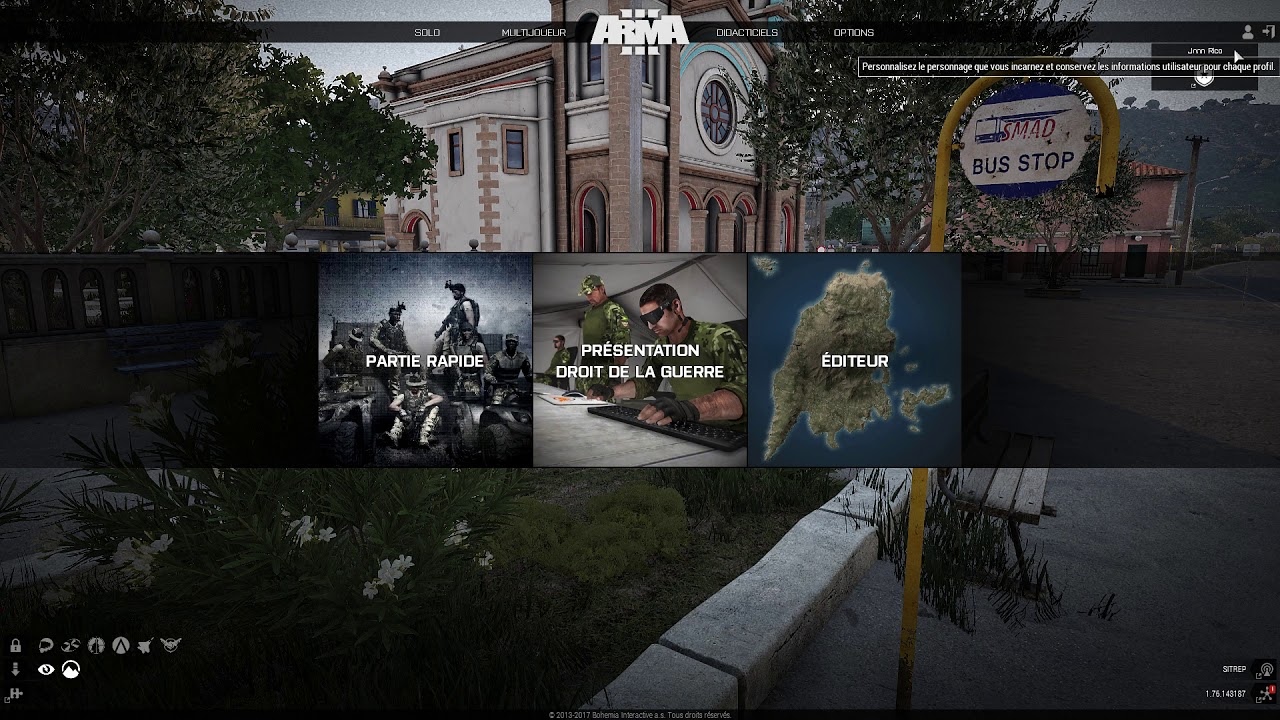 SOLO
MULTIJOUEUR
ARMA
III
DIDACTICIELS
OPTIONS
Personnalisez le personnage que vous incarnez et conservez les informations utilisateur pour chaque profil.
SMAD
BUS STOP
PARTIE RAPIDE
PRÉSENTATION
DROIT DE LA GUERRE
ÉDITEUR
SITREP
1.76.143187
© 2013-2017 Bohemia Interactive a.s. Tous droits réservés.